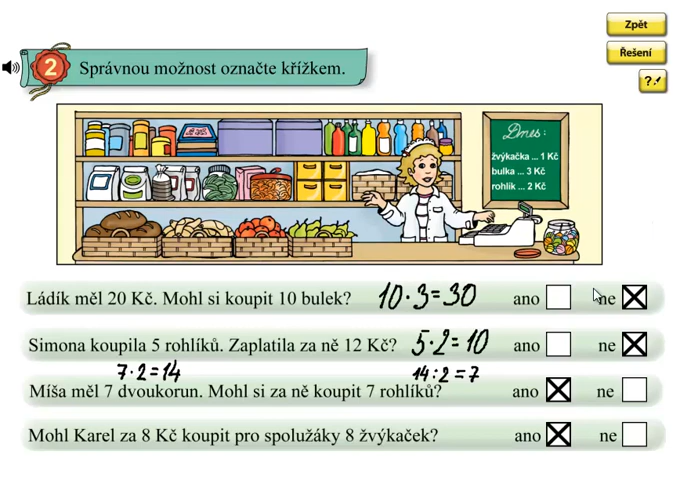 Zpět
Řešení
?
2 Správnou možnost označte křížkem.
Dnes:
žvýkačka ... 1 Kč
bulka ... 3 Kč
rohlík ... 2 Kč
Ládík měl 20 Kč. Mohl si koupit 10 bulek? 10·3=30 ano ne
Simona koupila 5 rohlíků. Zaplatila za ně 12 Kč? 5·2=10 ano ne
7·2=14 14:2=7
Míša měl 7 dvoukorun. Mohl si za ně koupit 7 rohlíků? ano ne
Mohl Karel za 8 Kč koupit pro spolužáky 8 žvýkaček? ano ne